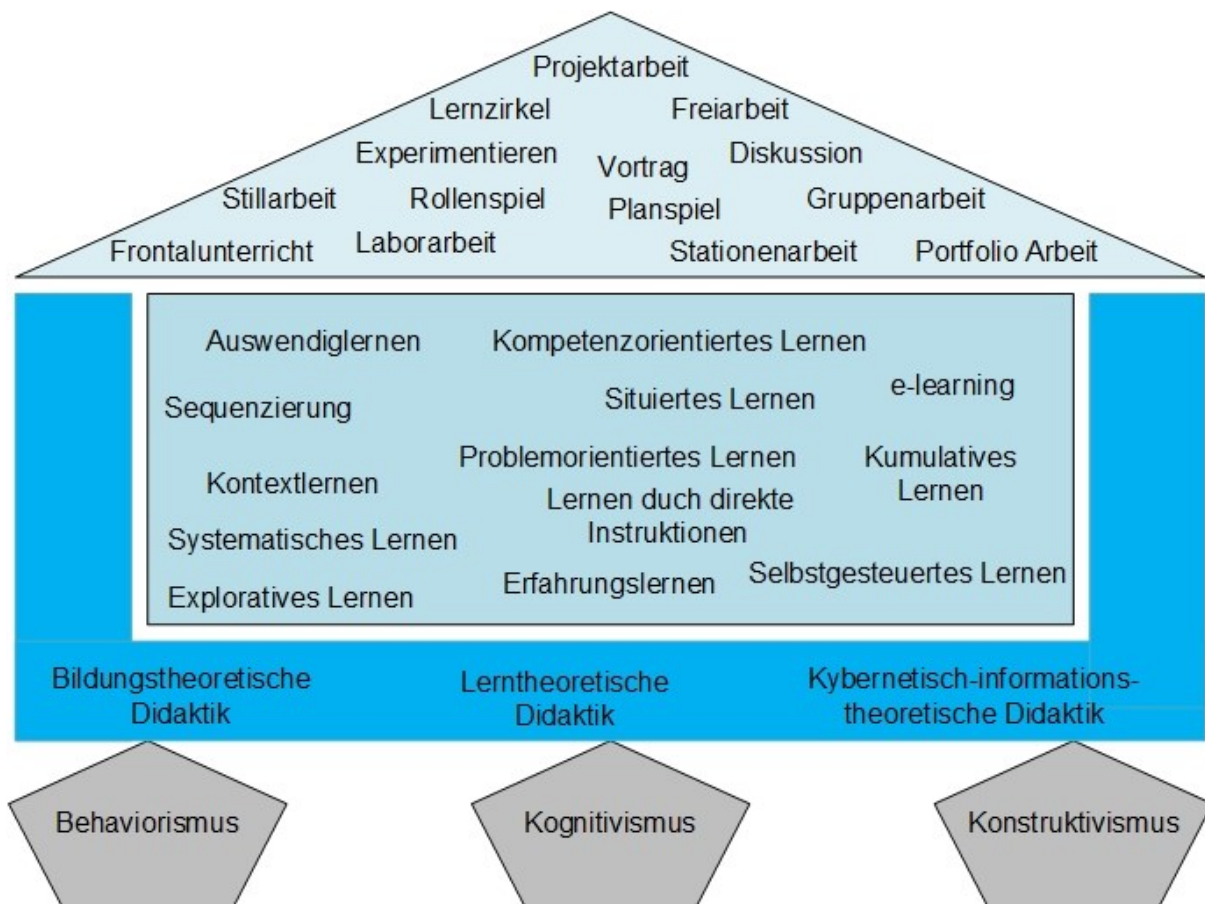 Projektarbeit
Lernzirkel Freiarbeit
Experimentieren Vortrag Diskussion
Stillarbeit Rollenspiel Planspiel Gruppenarbeit
Frontalunterricht Laborarbeit Stationenarbeit Portfolio Arbeit
Auswendiglernen Kompetenzorientiertes Lernen
Sequenzierung Situiertes Lernen e-learning
Problemorientiertes Lernen
Kumulatives
Lernen
Kontextlernen
Lernen duch direkte
Instruktionen
Systematisches Lernen
Exploratives Lernen Erfahrungslernen Selbstgesteuertes Lernen
Bildungstheoretische
Didaktik
Lerntheoretische
Didaktik
Kybernetisch-informations-
theoretische Didaktik
Behaviorismus Kognitivismus Konstruktivismus